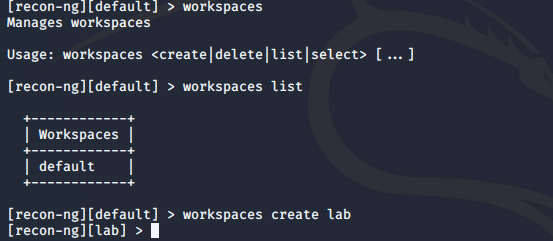 [recon-ng][default] > workspaces
Manages workspaces
Usage: workspaces <create|delete|list|select> [...]
[recon-ng][default] > workspaces list
+------------+
| Workspaces |
+------------+
| default    |
+------------+
[recon-ng][default] > workspaces create lab
[recon-ng][lab] >